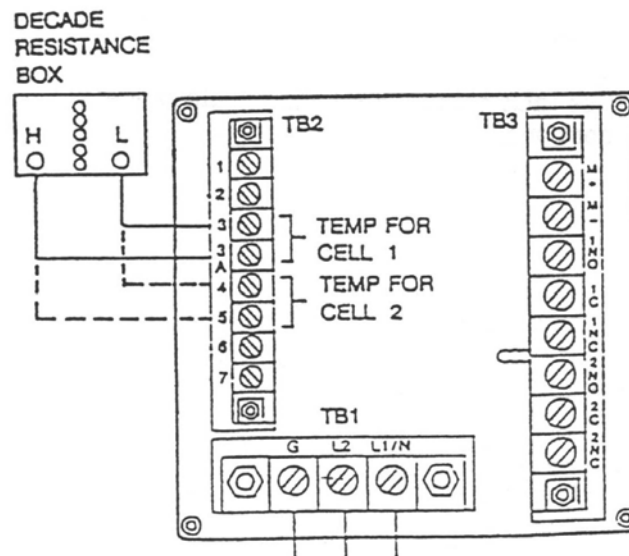 DECADE
RESISTANCE
BOX
H L
TB2
TB3
1
2
3
3
A
4
5
6
7
TEMP FOR
CELL 1
TEMP FOR
CELL 2
M
+
M
–
1
N
O
1
C
1
N
C
2
N
O
2
C
2
N
C
TB1
G L2 L1/N